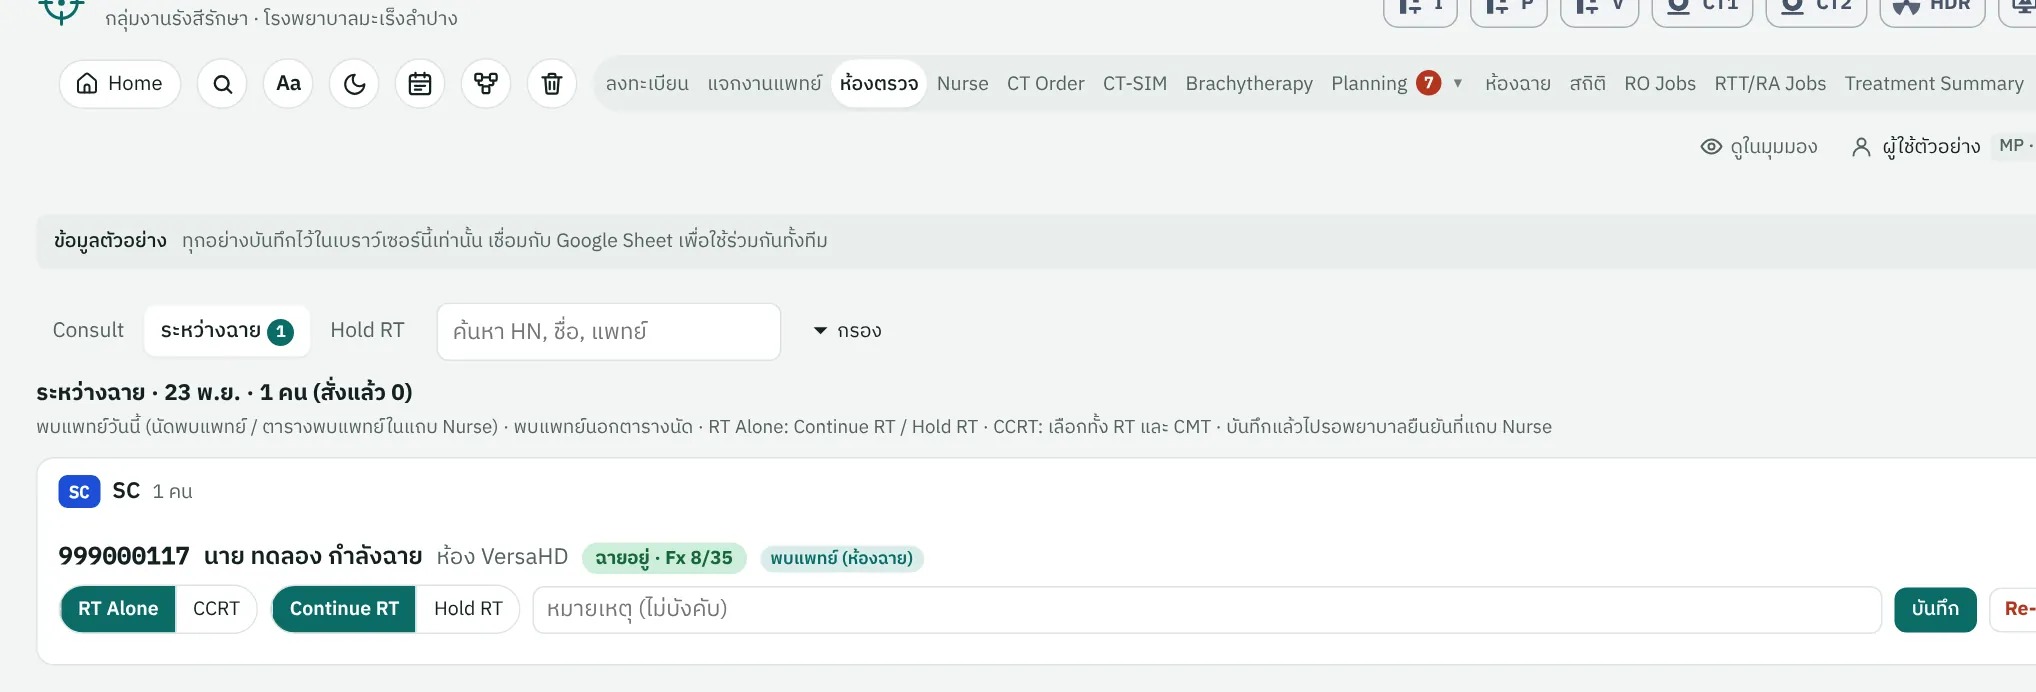 กลุ่มงานรังสีรักษา · โรงพยาบาลมะเร็งลำปาง
I P V CT1 CT2 HDR
Home Aa ลงทะเบียน แจกงานแพทย์ ห้องตรวจ Nurse CT Order CT-SIM Brachytherapy Planning 7 ▼ ห้องฉาย สถิติ RO Jobs RTT/RA Jobs Treatment Summary
ดูในมุมมอง ผู้ใช้ตัวอย่าง MP ·
ข้อมูลตัวอย่าง ทุกอย่างบันทึกไว้ในเบราว์เซอร์นี้เท่านั้น เชื่อมกับ Google Sheet เพื่อใช้ร่วมกันทั้งทีม
Consult ระหว่างฉาย 1 Hold RT ค้นหา HN, ชื่อ, แพทย์ ▼ กรอง
ระหว่างฉาย · 23 พ.ย. · 1 คน (สั่งแล้ว 0)
พบแพทย์วันนี้ (นัดพบแพทย์ / ตารางพบแพทย์ในแถบ Nurse) · พบแพทย์นอกตารางนัด · RT Alone: Continue RT / Hold RT · CCRT: เลือกทั้ง RT และ CMT · บันทึกแล้วไปรอพยาบาลยืนยันที่แถบ Nurse
SC SC 1 คน
999000117 นาย ทดลอง กำลังฉาย ห้อง VersaHD ฉายอยู่ · Fx 8/35 พบแพทย์ (ห้องฉาย)
RT Alone CCRT Continue RT Hold RT หมายเหตุ (ไม่บังคับ) บันทึก Re-